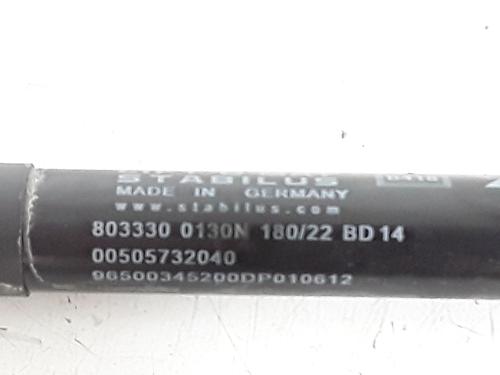 STABILUS
MADE IN GERMANY
www.stabilus.com
803330 0130N 180/22 BD 14
00505732040
96500345200DP010612